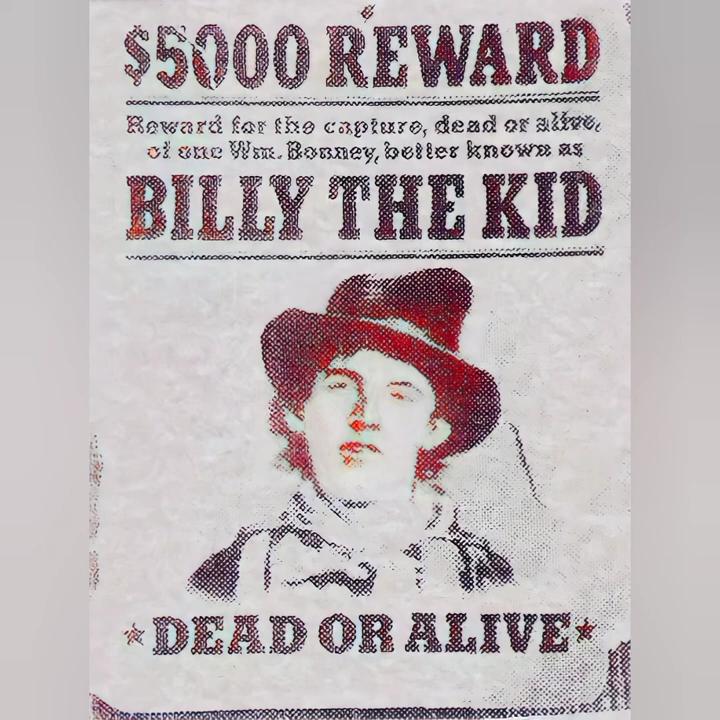 $5000 REWARD
Reward for the capture, dead or alive,
of one Wm. Bonney, better known as
BILLY THE KID
★DEAD OR ALIVE★